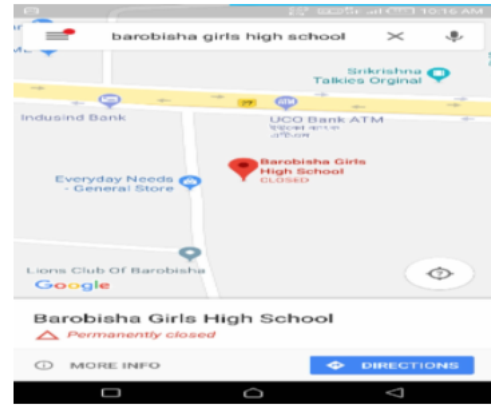 10:16 AM
barobisha girls high school
Srikrishna
Talkies Orginal
27
Indusind Bank
UCO Bank ATM
Everyday Needs
- General Store
Barobisha Girls
High School
CLOSED
Lions Club Of Barobisha
Google
Barobisha Girls High School
Permanently closed
MORE INFO
DIRECTIONS